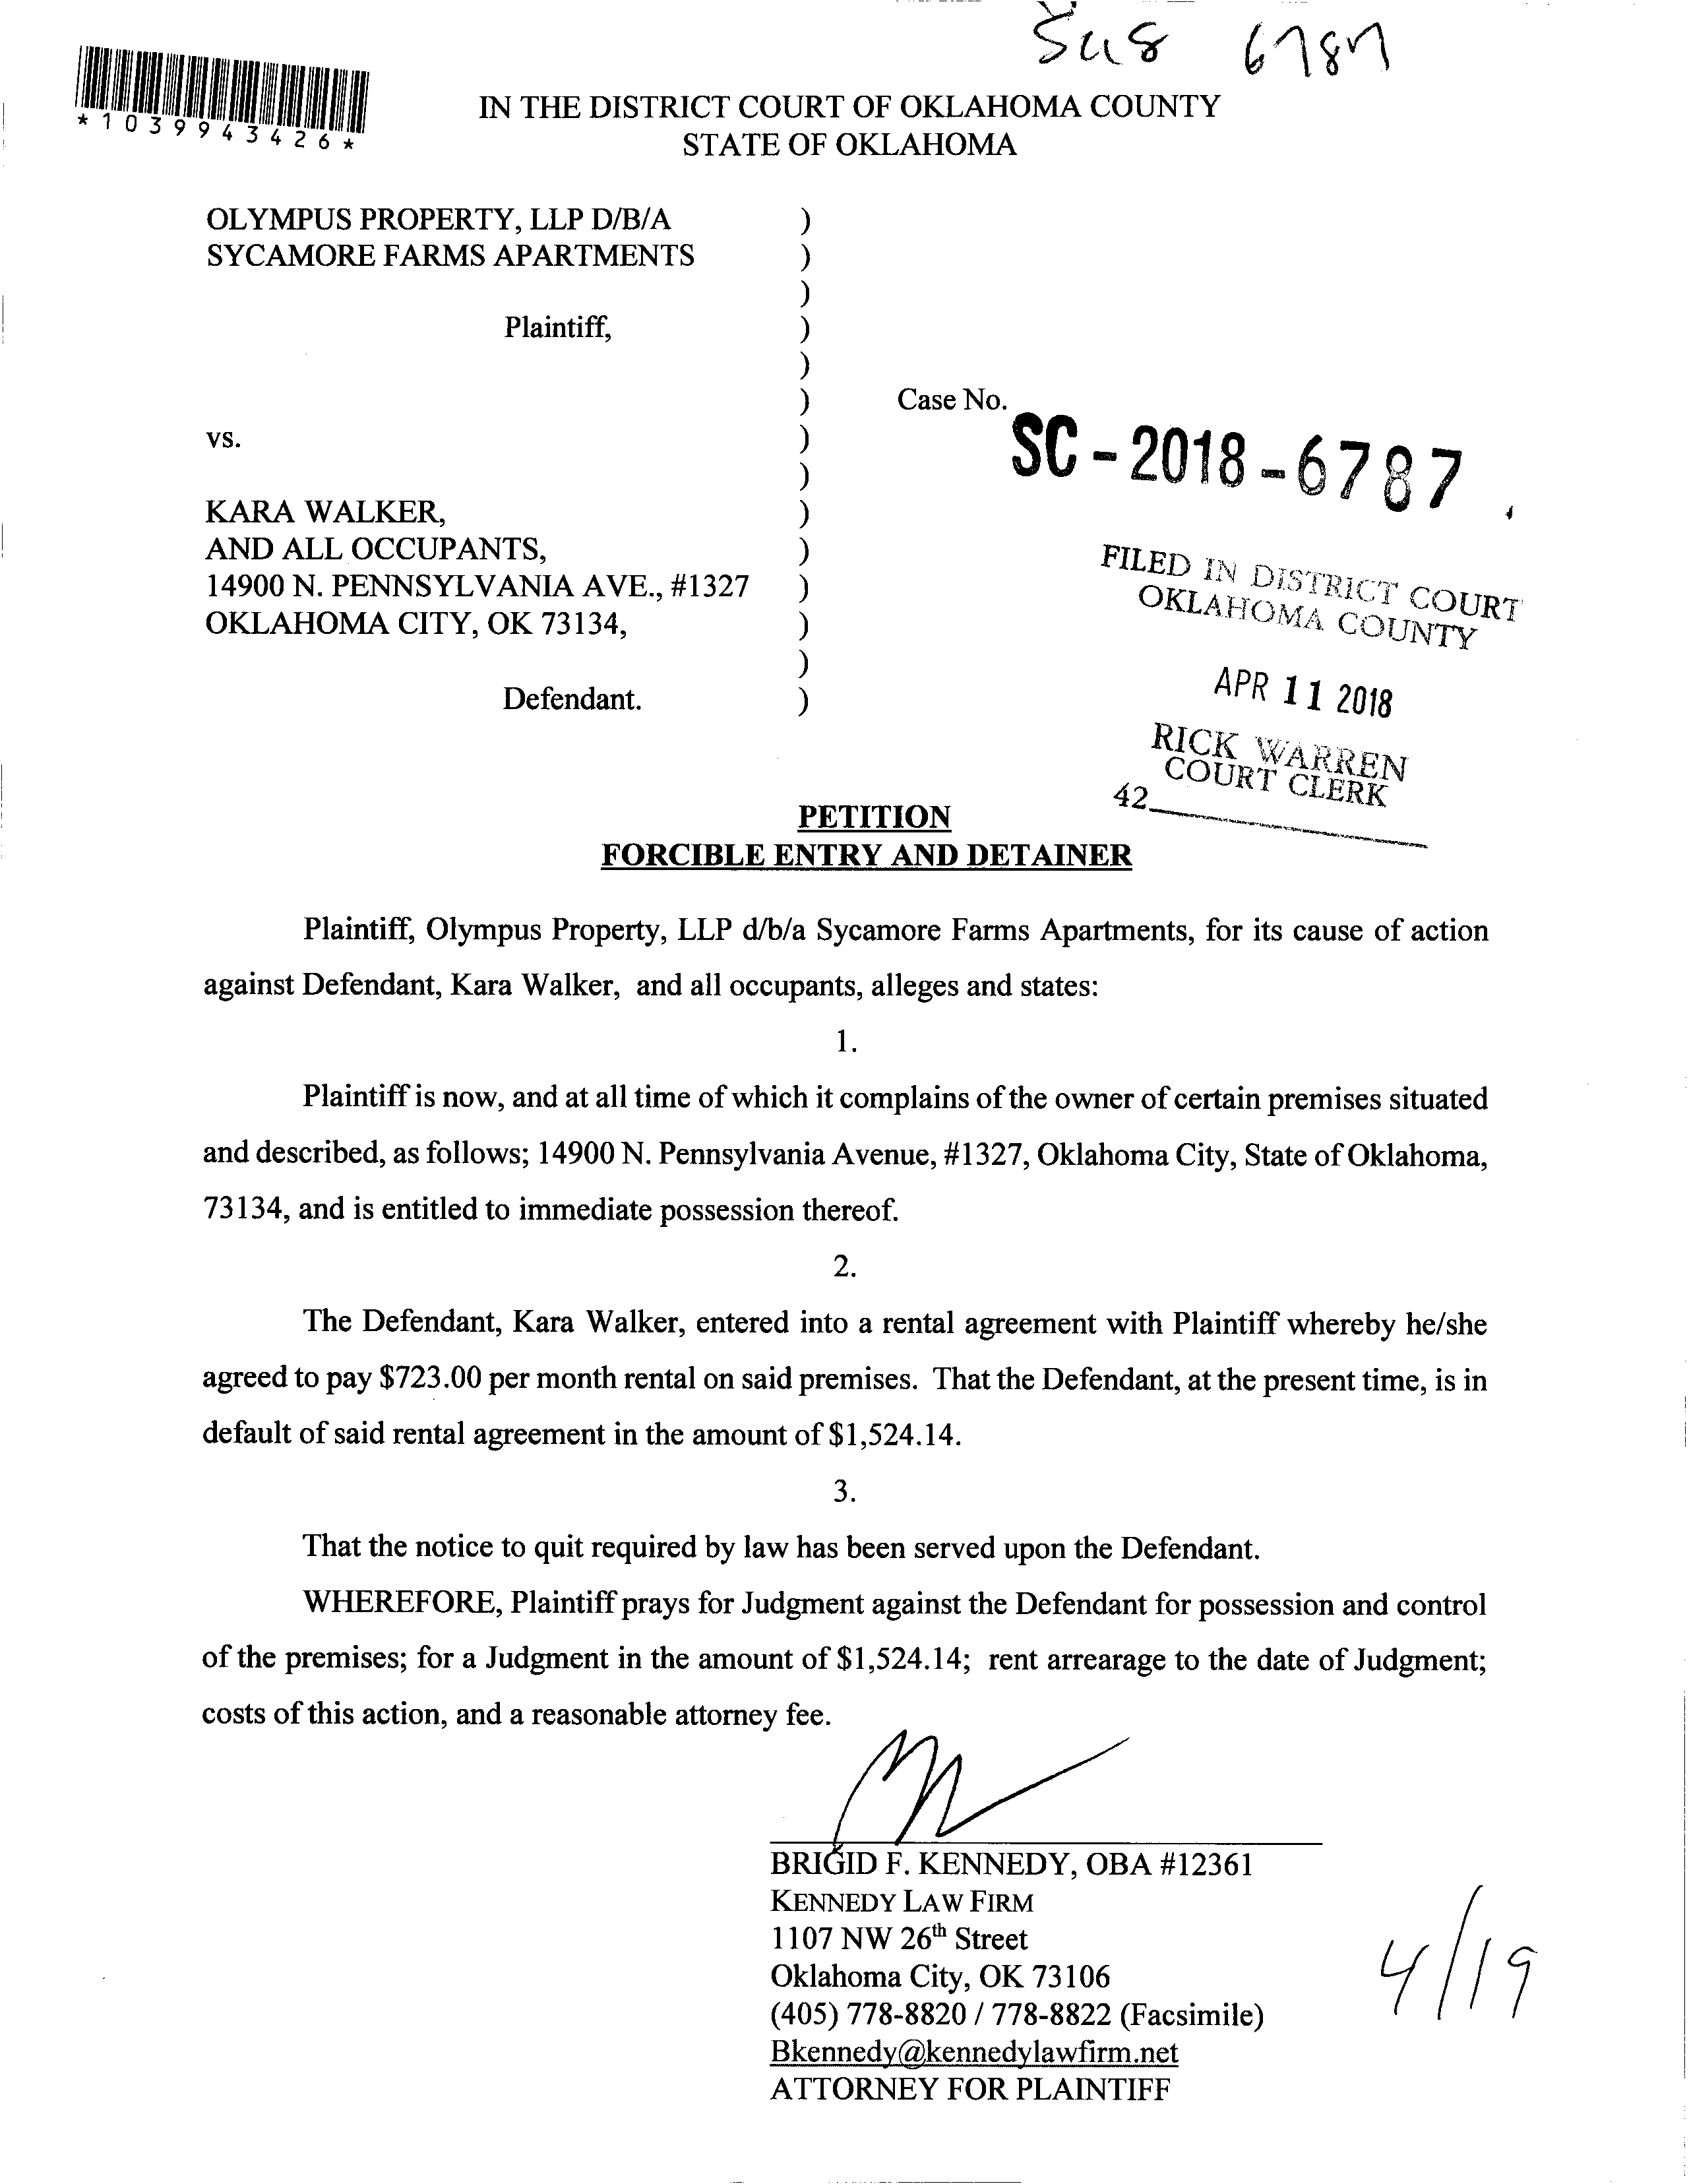 6787
*1039943426*
IN THE DISTRICT COURT OF OKLAHOMA COUNTY
STATE OF OKLAHOMA
OLYMPUS PROPERTY, LLP D/B/A )
SYCAMORE FARMS APARTMENTS )
)
Plaintiff, )
)
) Case No.
vs. ) SC-2018-6787
)
KARA WALKER, )
AND ALL OCCUPANTS, )
14900 N. PENNSYLVANIA AVE., #1327 )
OKLAHOMA CITY, OK 73134, )
)
Defendant. )
FILED IN DISTRICT COURT
OKLAHOMA COUNTY
APR 11 2018
RICK WARREN
COURT CLERK
42
PETITION
FORCIBLE ENTRY AND DETAINER
Plaintiff, Olympus Property, LLP d/b/a Sycamore Farms Apartments, for its cause of action
against Defendant, Kara Walker, and all occupants, alleges and states:
1.
Plaintiff is now, and at all time of which it complains of the owner of certain premises situated
and described, as follows; 14900 N. Pennsylvania Avenue, #1327, Oklahoma City, State of Oklahoma,
73134, and is entitled to immediate possession thereof.
2.
The Defendant, Kara Walker, entered into a rental agreement with Plaintiff whereby he/she
agreed to pay $723.00 per month rental on said premises. That the Defendant, at the present time, is in
default of said rental agreement in the amount of $1,524.14.
3.
That the notice to quit required by law has been served upon the Defendant.
WHEREFORE, Plaintiff prays for Judgment against the Defendant for possession and control
of the premises; for a Judgment in the amount of $1,524.14; rent arrearage to the date of Judgment;
costs of this action, and a reasonable attorney fee.
BRIGID F. KENNEDY, OBA #12361
KENNEDY LAW FIRM
1107 NW 26th Street
Oklahoma City, OK 73106
(405) 778-8820 / 778-8822 (Facsimile)
Bkennedy@kennedylawfirm.net
ATTORNEY FOR PLAINTIFF
4/19